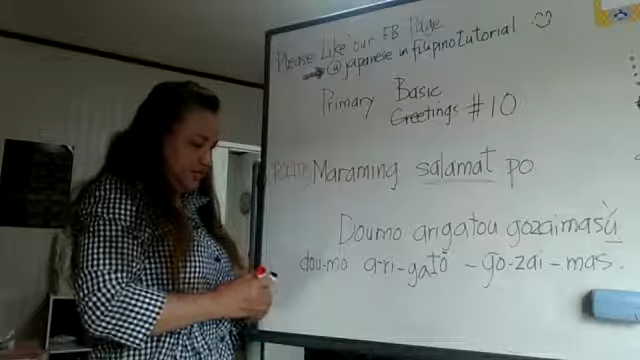 Please Like our FB Page
@japanese in filipinotutorial
Primary Basic
Greetings #10
POLITE Maraming salamat po
Doumo arigatou gozaimasu
dou-mo a-ri-gatō - go-zai-mas.